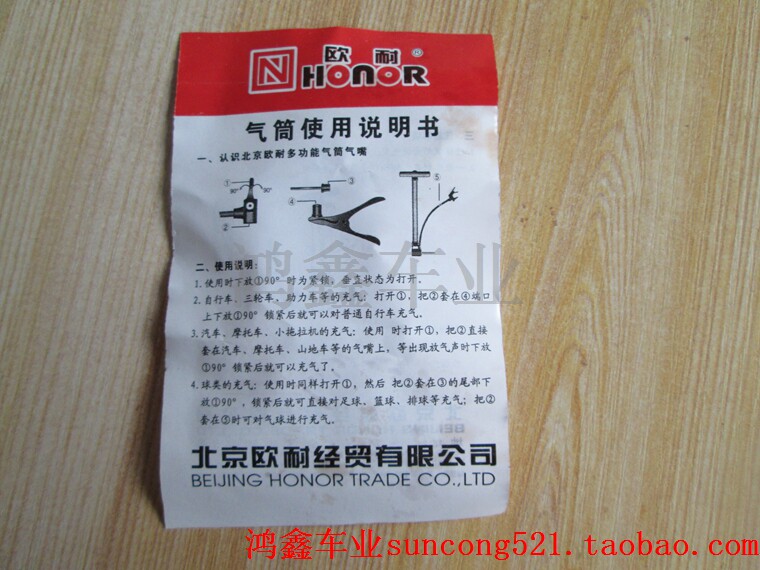 欧耐®
N HONOR
气筒使用说明书
一、认识北京欧耐多功能气筒气嘴
① 90° 90° ② ③ ④ 5
二、使用说明：
1.使用时下放①90° 时为紧锁，垂直状态为打开。
2.自行车、三轮车，助力车等的充气：打开①，把②套在④端口
上下放①90° 锁紧后就可以对普通自行车充气。
3.汽车、摩托车、小拖拉机的充气：使用 时打开①，把②直接
套在汽车、摩托车、山地车等的气嘴上，等出现放气声时下放
①90° 锁紧后就可以充气了。
4.球类的充气：使用时同样打开①，然后 把②套在③的尾部下
放①90°，锁紧后就可直接对足球、篮球、排球等充气；把②
套在⑤时可对气球进行充气。
北京欧耐经贸有限公司
BEIJING HONOR TRADE CO.,LTD
鸿鑫车业
鸿鑫车业suncong521.taobao.com